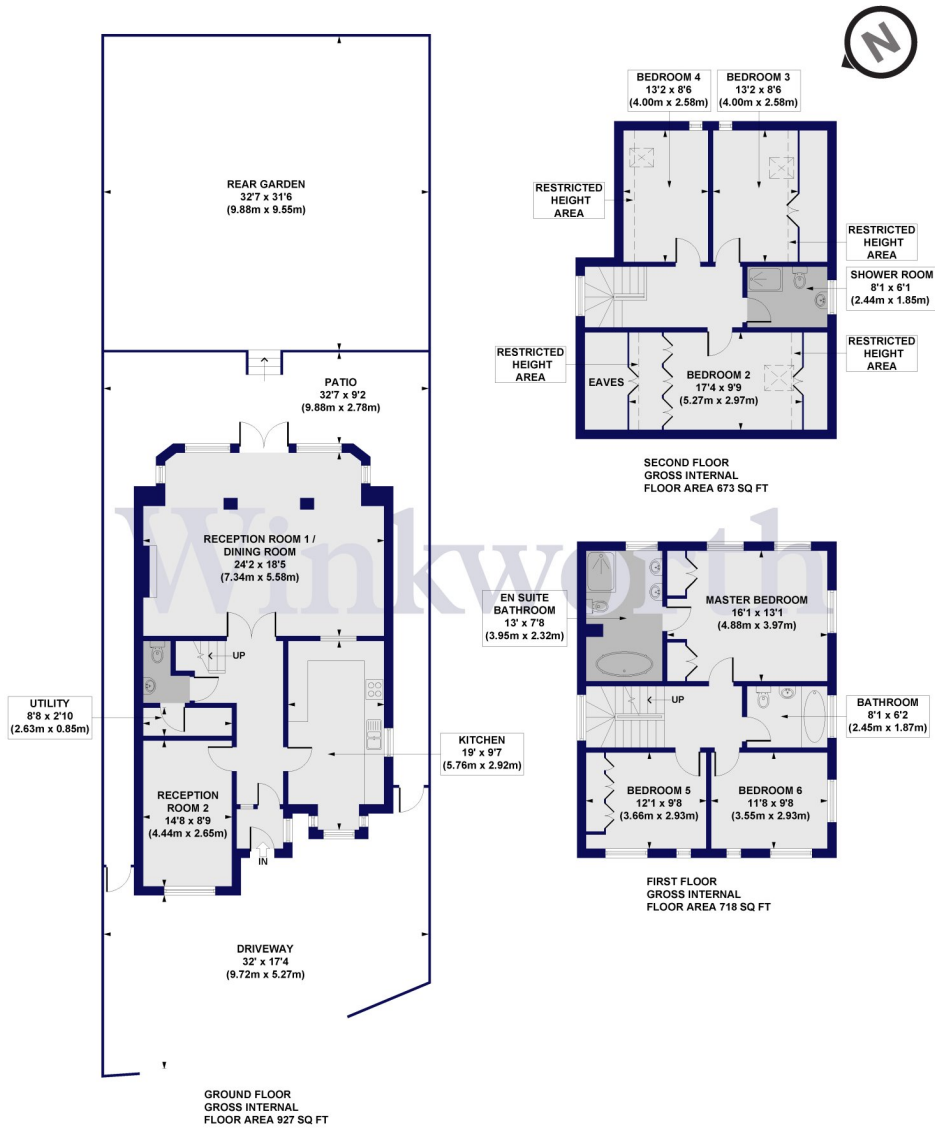 N
REAR GARDEN
32'7 x 31'6
(9.88m x 9.55m)
PATIO
32'7 x 9'2
(9.88m x 2.78m)
RECEPTION ROOM 1 /
DINING ROOM
24'2 x 18'5
(7.34m x 5.58m)
UP
UTILITY
8'8 x 2'10
(2.63m x 0.85m)
KITCHEN
19' x 9'7
(5.76m x 2.92m)
RECEPTION
ROOM 2
14'8 x 8'9
(4.44m x 2.65m)
IN
DRIVEWAY
32' x 17'4
(9.72m x 5.27m)
GROUND FLOOR
GROSS INTERNAL
FLOOR AREA 927 SQ FT
BEDROOM 4
13'2 x 8'6
(4.00m x 2.58m)
BEDROOM 3
13'2 x 8'6
(4.00m x 2.58m)
RESTRICTED
HEIGHT
AREA
RESTRICTED
HEIGHT
AREA
SHOWER ROOM
8'1 x 6'1
(2.44m x 1.85m)
RESTRICTED
HEIGHT
AREA
RESTRICTED
HEIGHT
AREA
EAVES
BEDROOM 2
17'4 x 9'9
(5.27m x 2.97m)
SECOND FLOOR
GROSS INTERNAL
FLOOR AREA 673 SQ FT
Winkworth
EN SUITE
BATHROOM
13' x 7'8
(3.95m x 2.32m)
MASTER BEDROOM
16'1 x 13'1
(4.88m x 3.97m)
UP
BATHROOM
8'1 x 6'2
(2.45m x 1.87m)
BEDROOM 5
12'1 x 9'8
(3.66m x 2.93m)
BEDROOM 6
11'8 x 9'8
(3.55m x 2.93m)
FIRST FLOOR
GROSS INTERNAL
FLOOR AREA 718 SQ FT